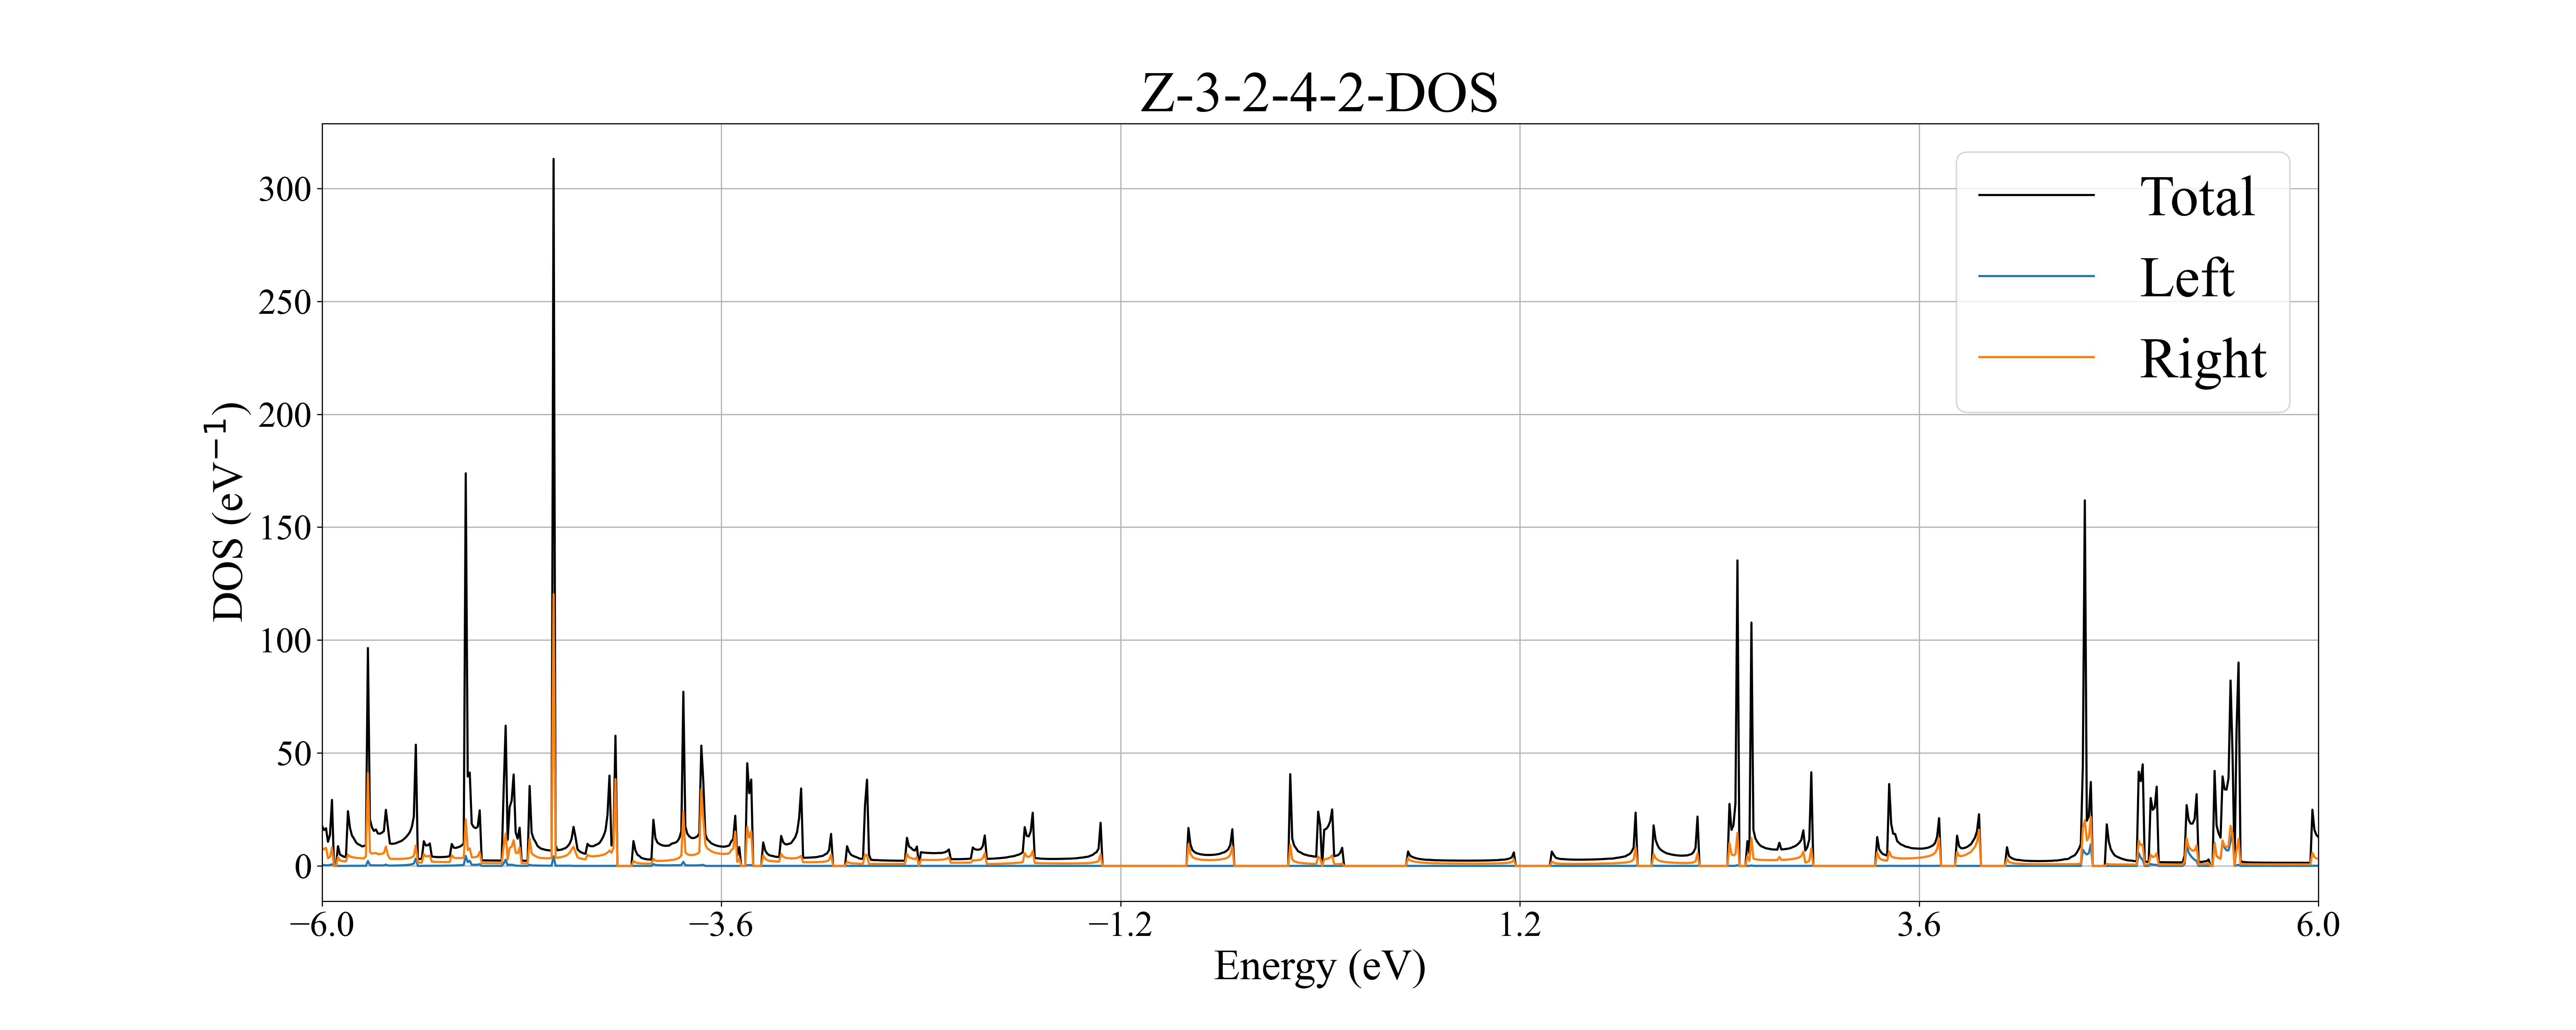 Z-3-2-4-2-DOS
300
250
200
150
100
50
0
DOS (eV⁻¹)
Total
Left
Right
−6.0 −3.6 −1.2 1.2 3.6 6.0
Energy (eV)